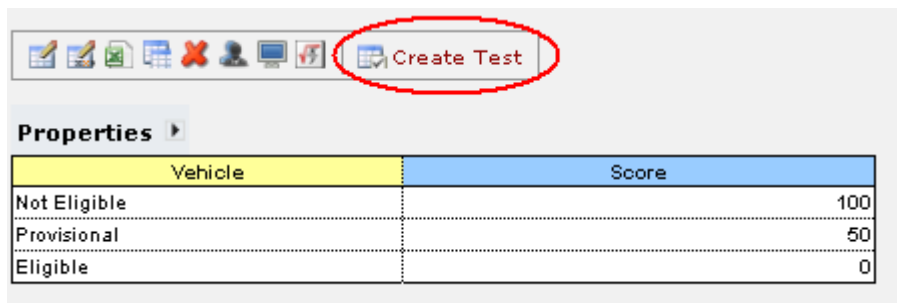 Create Test
Properties
Vehicle Score
Not Eligible 100
Provisional 50
Eligible 0